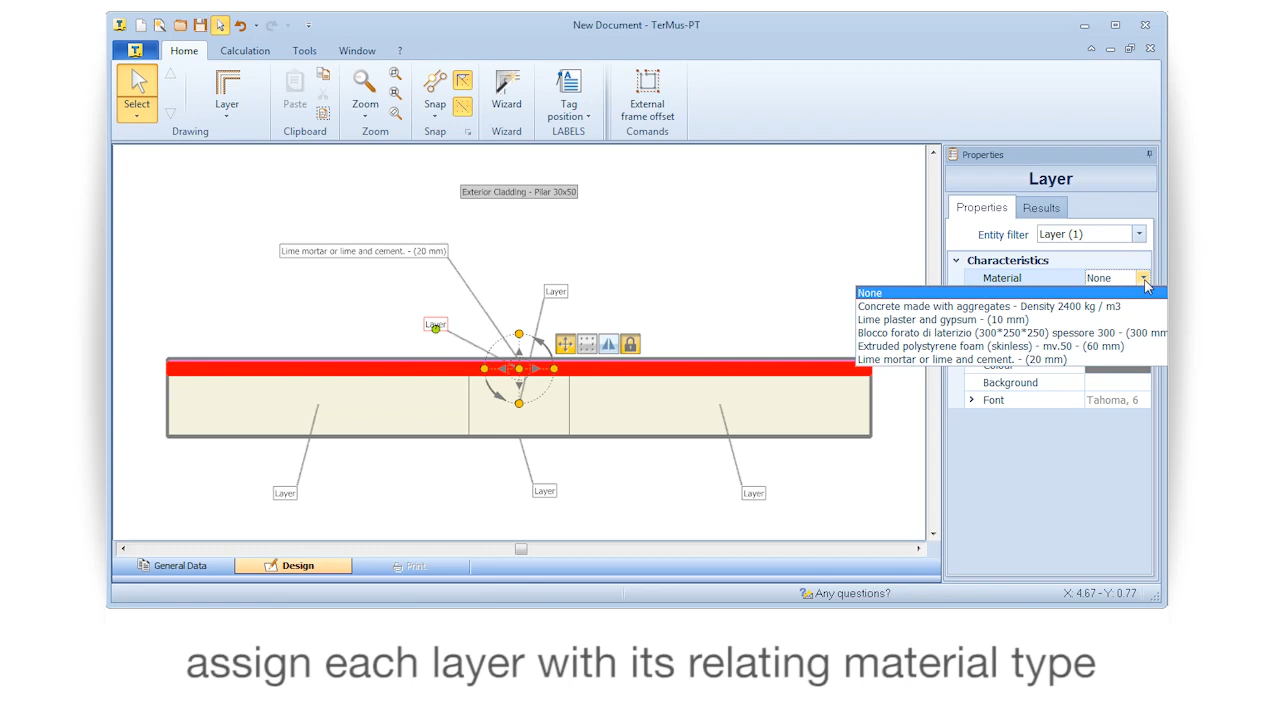 New Document - TerMus-PT
Home
Calculation
Tools
Window
?
Select
Layer
Paste
Zoom
Snap
Wizard
Tag
position
External
frame offset
Drawing
Clipboard
Zoom
Snap
Wizard
LABELS
Comands
Properties
Layer
Properties
Results
Entity filter
Layer (1)
Characteristics
Material
None
None
Concrete made with aggregates - Density 2400 kg / m3
Lime plaster and gypsum - (10 mm)
Blocco forato di laterizio (300*250*250) spessore 300 - (300 mm
Extruded polystyrene foam (skinless) - mv.50 - (60 mm)
Lime mortar or lime and cement. - (20 mm)
Colour
Background
Font
Tahoma, 6
Exterior Cladding - Pilar 30x50
Lime mortar or lime and cement. - (20 mm)
Layer
Layer
Layer
Layer
Layer
General Data
Design
Print
Any questions?
X: 4.67 - Y: 0.77
assign each layer with its relating material type